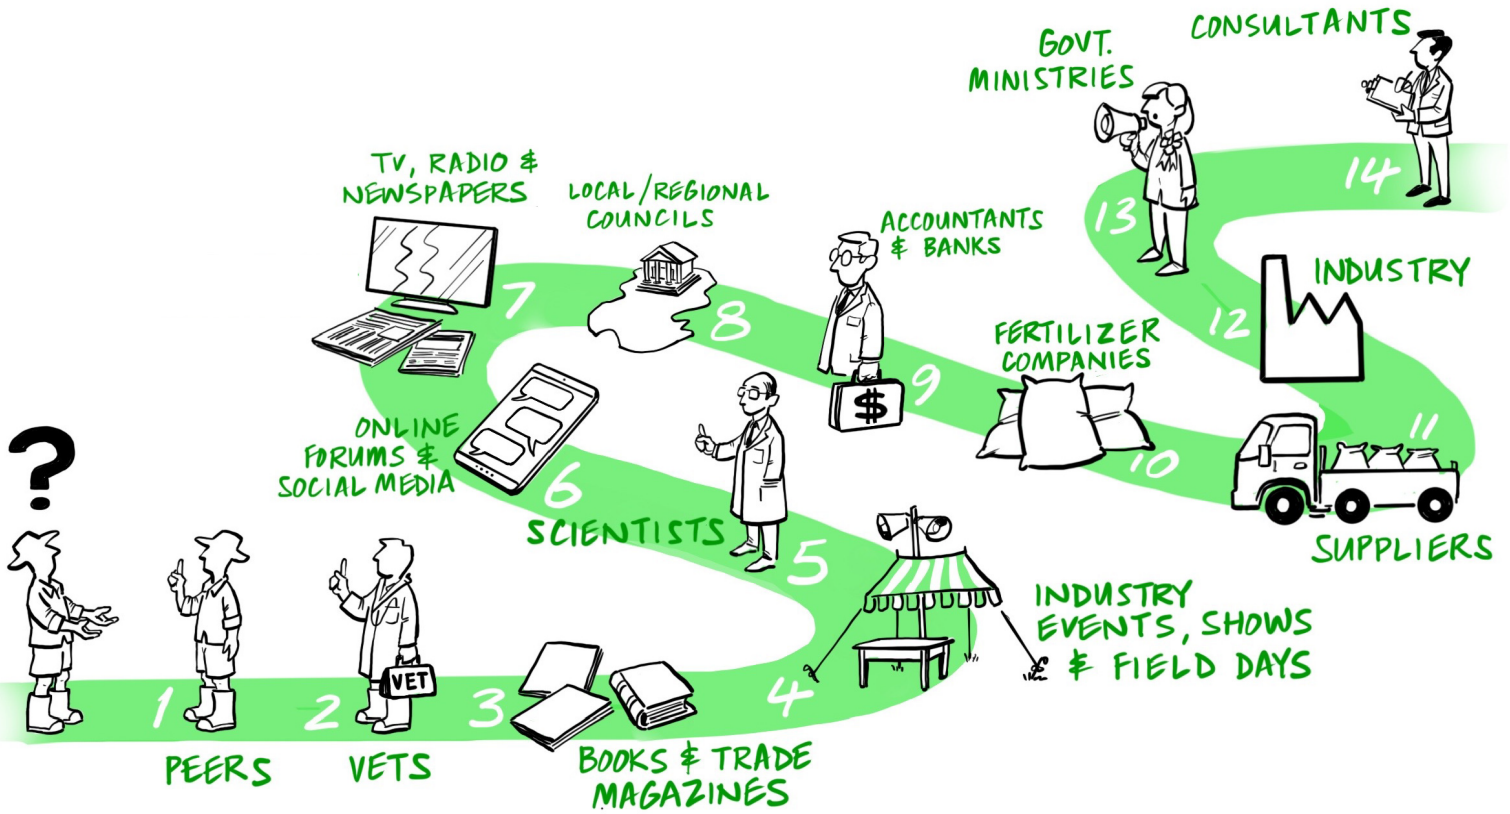 ?
1
PEERS
2
VET
VETS
3
BOOKS & TRADE
MAGAZINES
4
INDUSTRY
EVENTS, SHOWS
& FIELD DAYS
5
SCIENTISTS
6
ONLINE
FORUMS &
SOCIAL MEDIA
7
TV, RADIO &
NEWSPAPERS
8
LOCAL/REGIONAL
COUNCILS
9
ACCOUNTANTS
& BANKS
$
10
FERTILIZER
COMPANIES
11
SUPPLIERS
12
INDUSTRY
13
GOVT.
MINISTRIES
14
CONSULTANTS